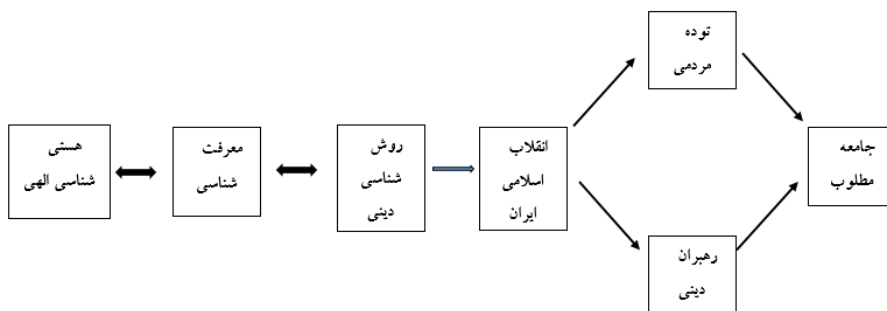 توده
مردمی
هستی
شناسی الهی
معرفت
شناسی
روش
شناسی
دینی
انقلاب
اسلامی
ایران
جامعه
مطلوب
رهبران
دینی